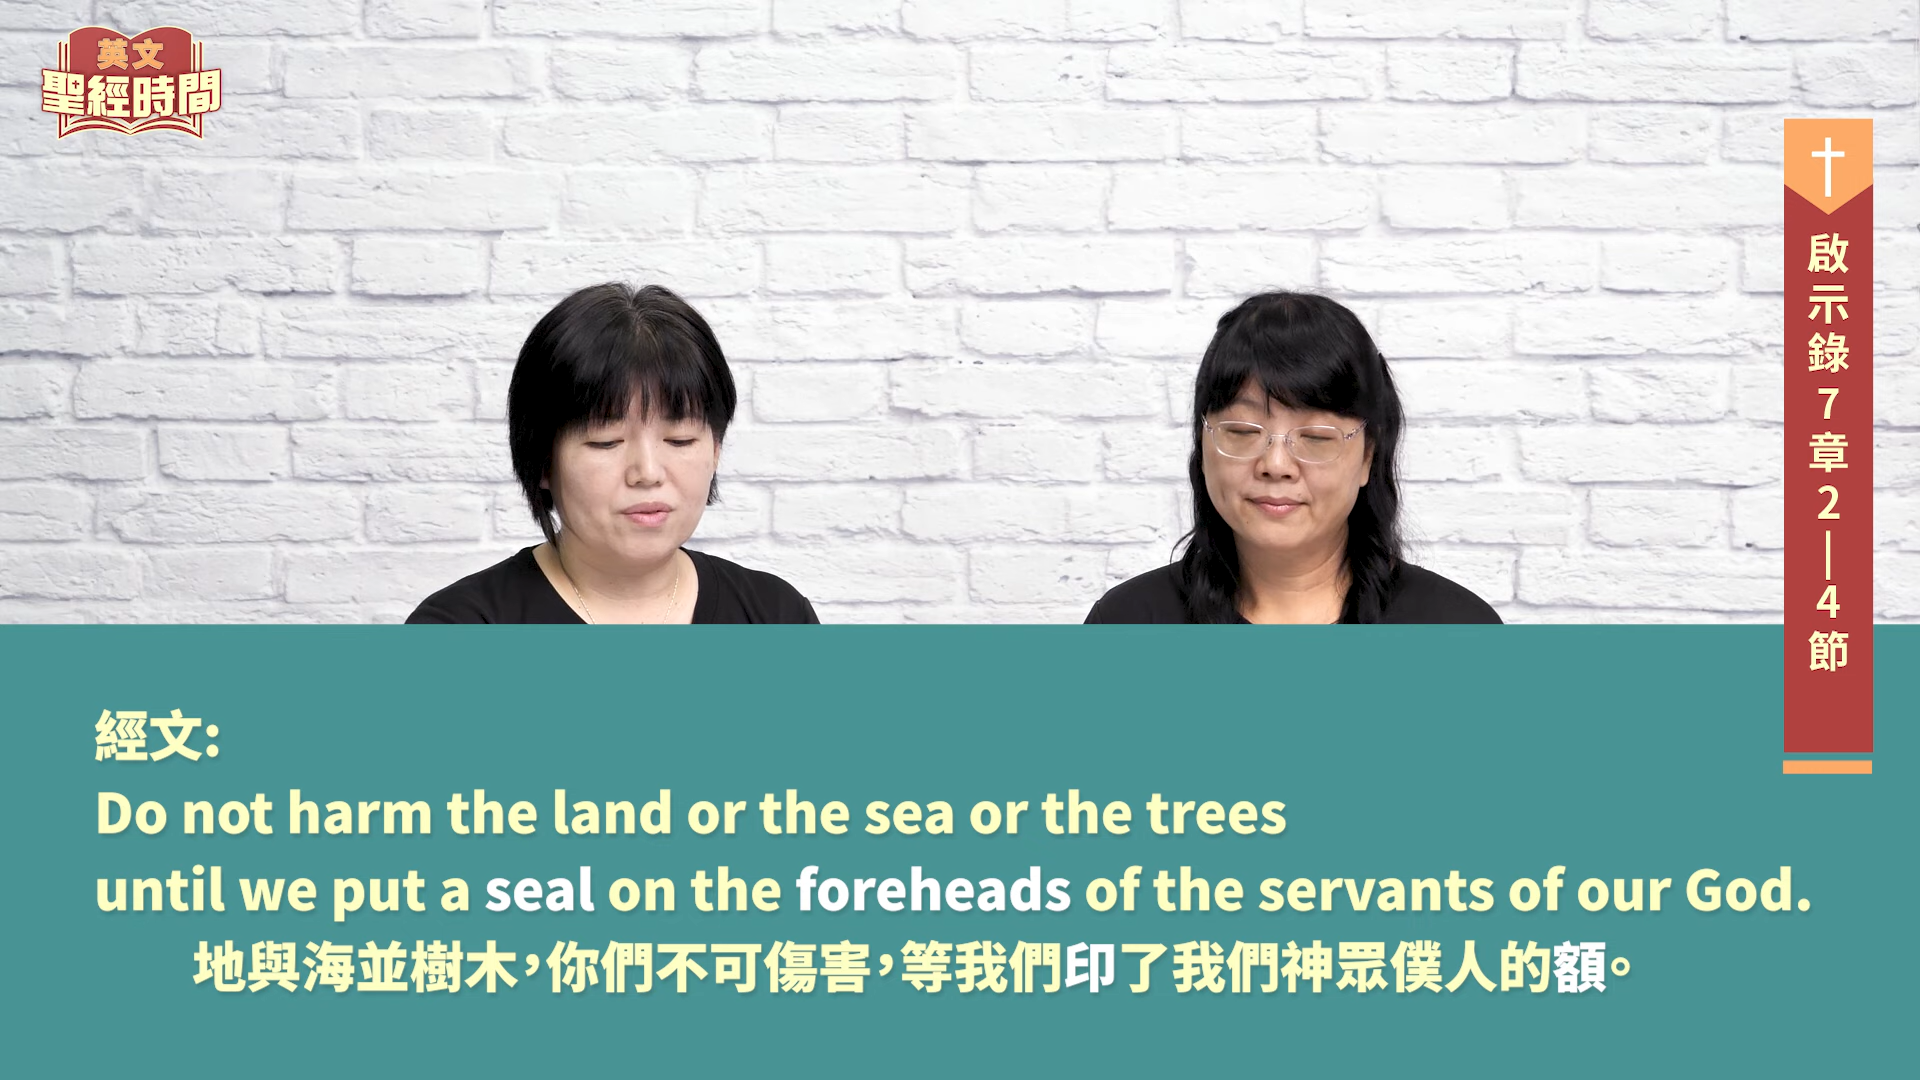 英文
聖經時間
啟示錄7章2—4節
經文:
Do not harm the land or the sea or the trees
until we put a seal on the foreheads of the servants of our God.
地與海並樹木，你們不可傷害，等我們印了我們神眾僕人的額。